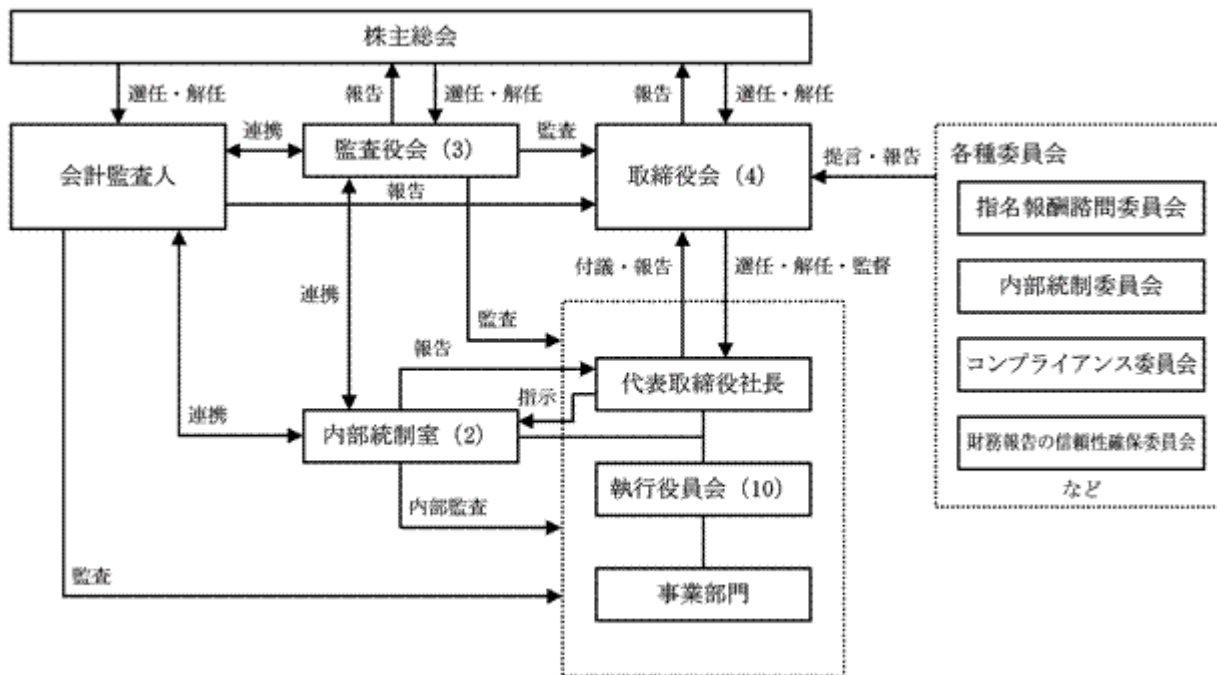 株主総会
選任・解任
報告
選任・解任
報告
選任・解任
会計監査人
連携
監査役会（3）
監査
取締役会（4）
報告
提言・報告
各種委員会
指名報酬諮問委員会
内部統制委員会
コンプライアンス委員会
財務報告の信頼性確保委員会
など
付議・報告
選任・解任・監督
連携
監査
報告
代表取締役社長
指示
連携
内部統制室（2）
執行役員会（10）
内部監査
監査
事業部門